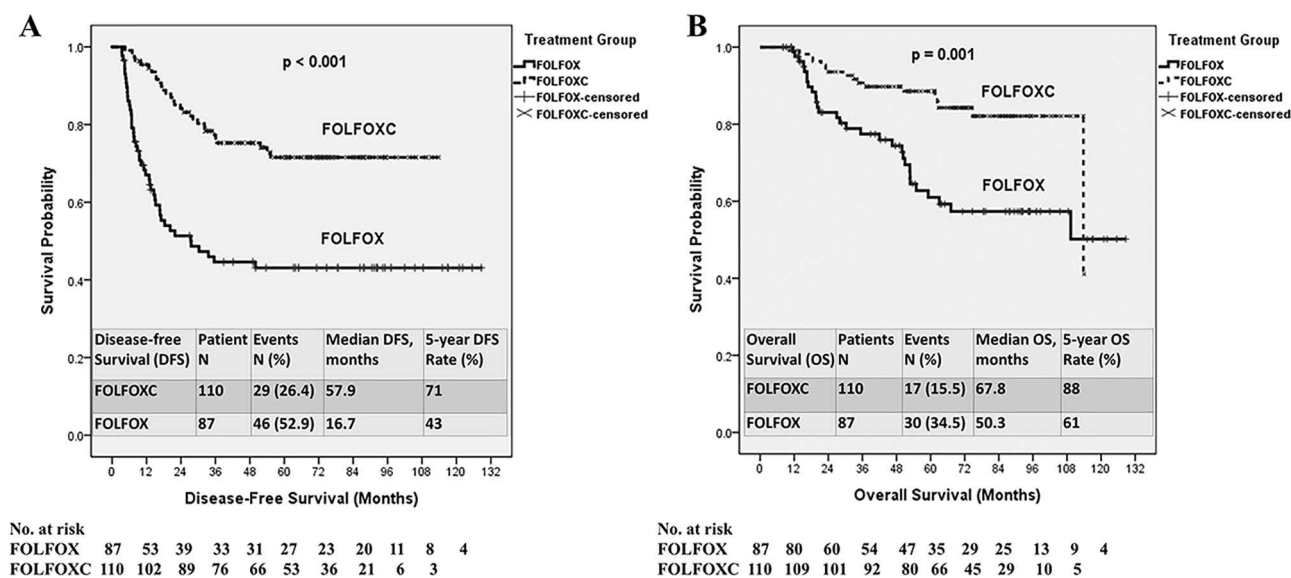 A
p < 0.001
FOLFOXC
FOLFOX
Treatment Group
FOLFOX
FOLFOXC
FOLFOX-censored
FOLFOXC-censored
Survival Probability
1.0
0.8
0.6
0.4
0.2
0.0
Disease-free Survival (DFS) Patient N Events N (%) Median DFS, months 5-year DFS Rate (%)
FOLFOXC 110 29 (26.4) 57.9 71
FOLFOX 87 46 (52.9) 16.7 43
0 12 24 36 48 60 72 84 96 108 120 132
Disease-Free Survival (Months)
No. at risk
FOLFOX 87 53 39 33 31 27 23 20 11 8 4
FOLFOXC 110 102 89 76 66 53 36 21 6 3
B
p = 0.001
FOLFOXC
FOLFOX
Treatment Group
FOLFOX
FOLFOXC
FOLFOX-censored
FOLFOXC-censored
Survival Probability
1.0
0.8
0.6
0.4
0.2
0.0
Overall Survival (OS) Patients N Events N (%) Median OS, months 5-year OS Rate (%)
FOLFOXC 110 17 (15.5) 67.8 88
FOLFOX 87 30 (34.5) 50.3 61
0 12 24 36 48 60 72 84 96 108 120 132
Overall Survival (Months)
No. at risk
FOLFOX 87 80 60 54 47 35 29 25 13 9 4
FOLFOXC 110 109 101 92 80 66 45 29 10 5